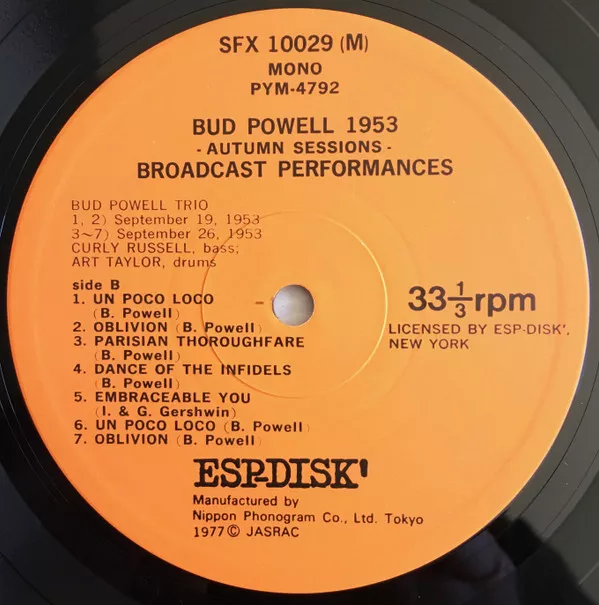 SFX 10029 (M)
MONO
PYM-4792
BUD POWELL 1953
- AUTUMN SESSIONS -
BROADCAST PERFORMANCES
BUD POWELL TRIO
1, 2) September 19, 1953
3~7) September 26, 1953
CURLY RUSSELL, bass;
ART TAYLOR, drums
side B
1. UN POCO LOCO
(B. Powell)
2. OBLIVION (B. Powell)
3. PARISIAN THOROUGHFARE
(B. Powell)
4. DANCE OF THE INFIDELS
(B. Powell)
5. EMBRACEABLE YOU
(I. & G. Gershwin)
6. UN POCO LOCO (B. Powell)
7. OBLIVION (B. Powell)
33 1/3 rpm
LICENSED BY ESP-DISK',
NEW YORK
ESP-DISK'
Manufactured by
Nippon Phonogram Co., Ltd. Tokyo
1977 © JASRAC